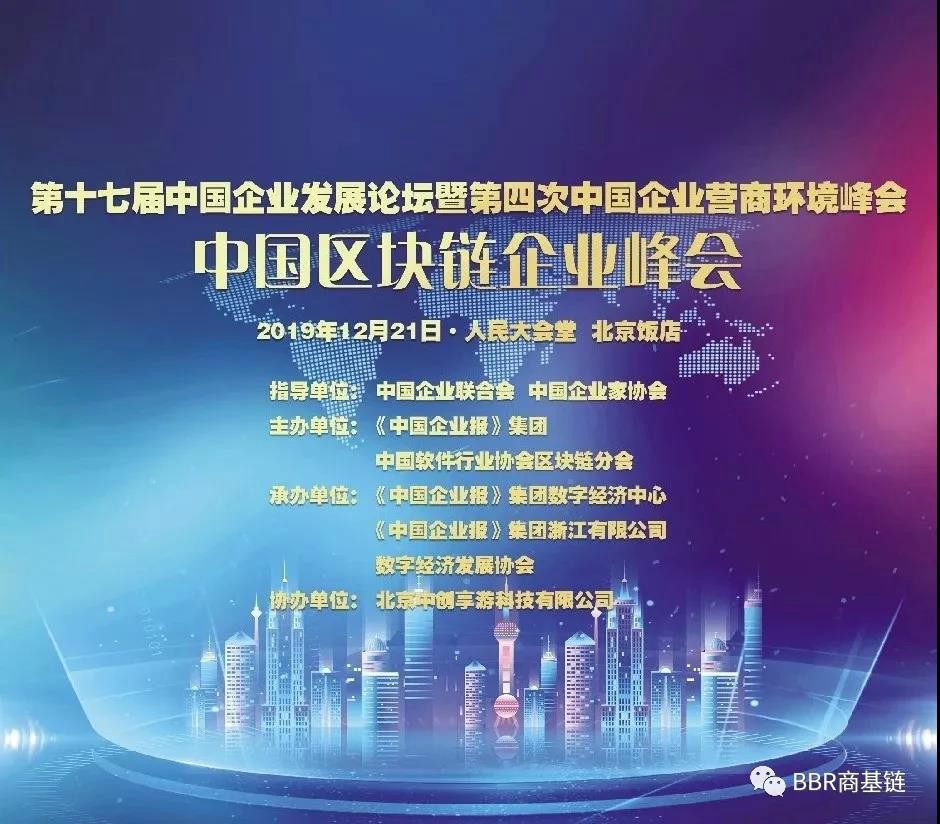 第十七届中国企业发展论坛暨第四次中国企业营商环境峰会
中国区块链企业峰会
2019年12月21日·人民大会堂 北京饭店
指导单位： 中国企业联合会 中国企业家协会
主办单位：《中国企业报》集团
中国软件行业协会区块链分会
承办单位：《中国企业报》集团数字经济中心
《中国企业报》集团浙江有限公司
数字经济发展协会
协办单位： 北京中创享游科技有限公司
BBR商基链